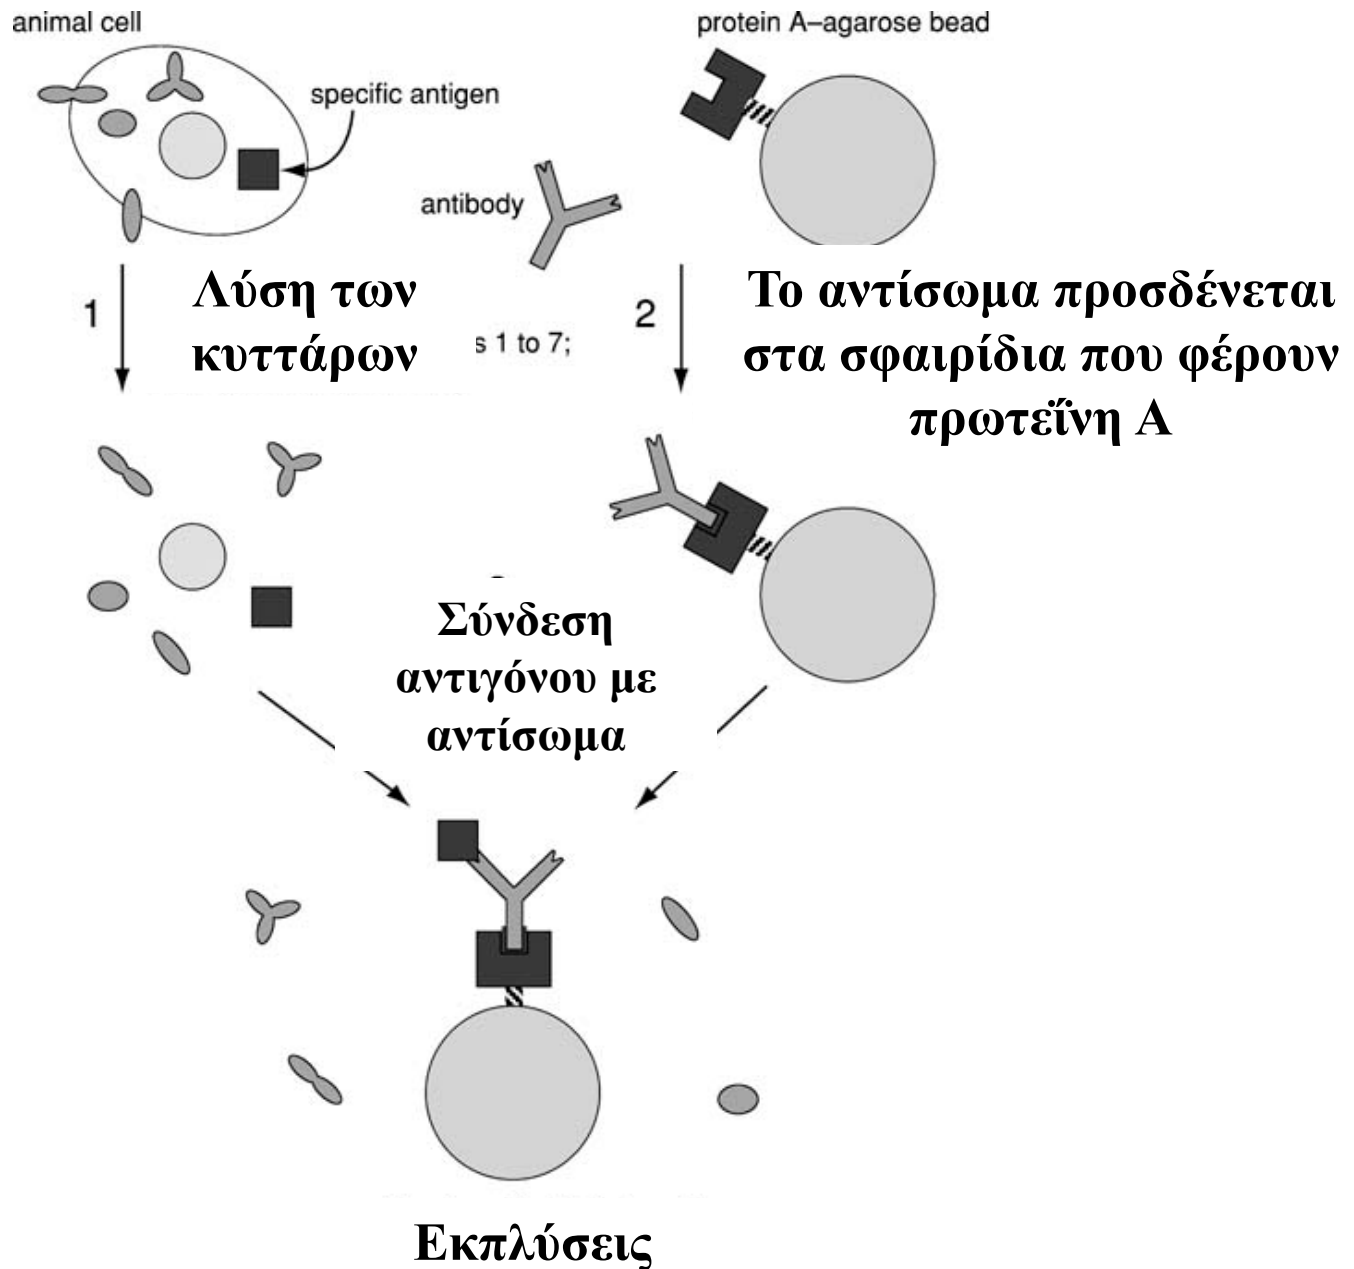 animal cell
protein A–agarose bead
specific antigen
antibody
1
Λύση των
κυττάρων
s 1 to 7;
2
Το αντίσωμα προσδένεται
στα σφαιρίδια που φέρουν
πρωτεΐνη Α
Σύνδεση
αντιγόνου με
αντίσωμα
Εκπλύσεις